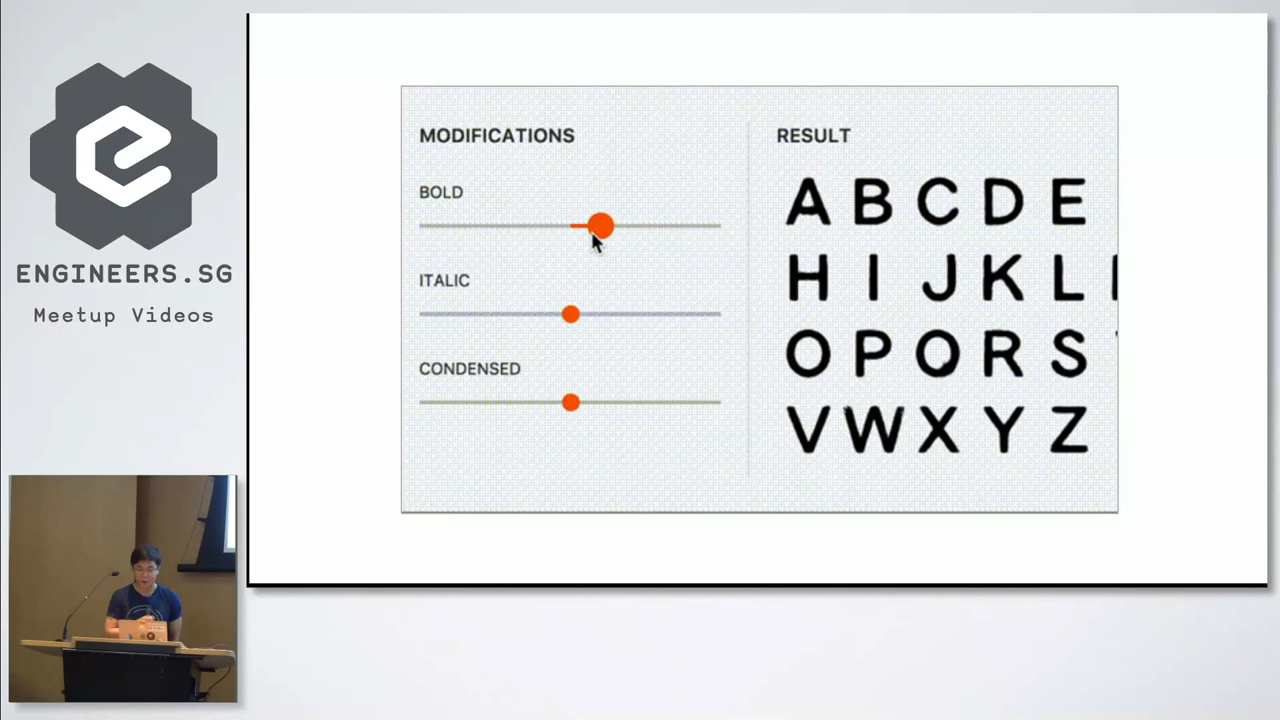 ENGINEERS.SG
Meetup Videos
MODIFICATIONS
BOLD
ITALIC
CONDENSED
RESULT
A B C D E
H I J K L
O P Q R S
V W X Y Z